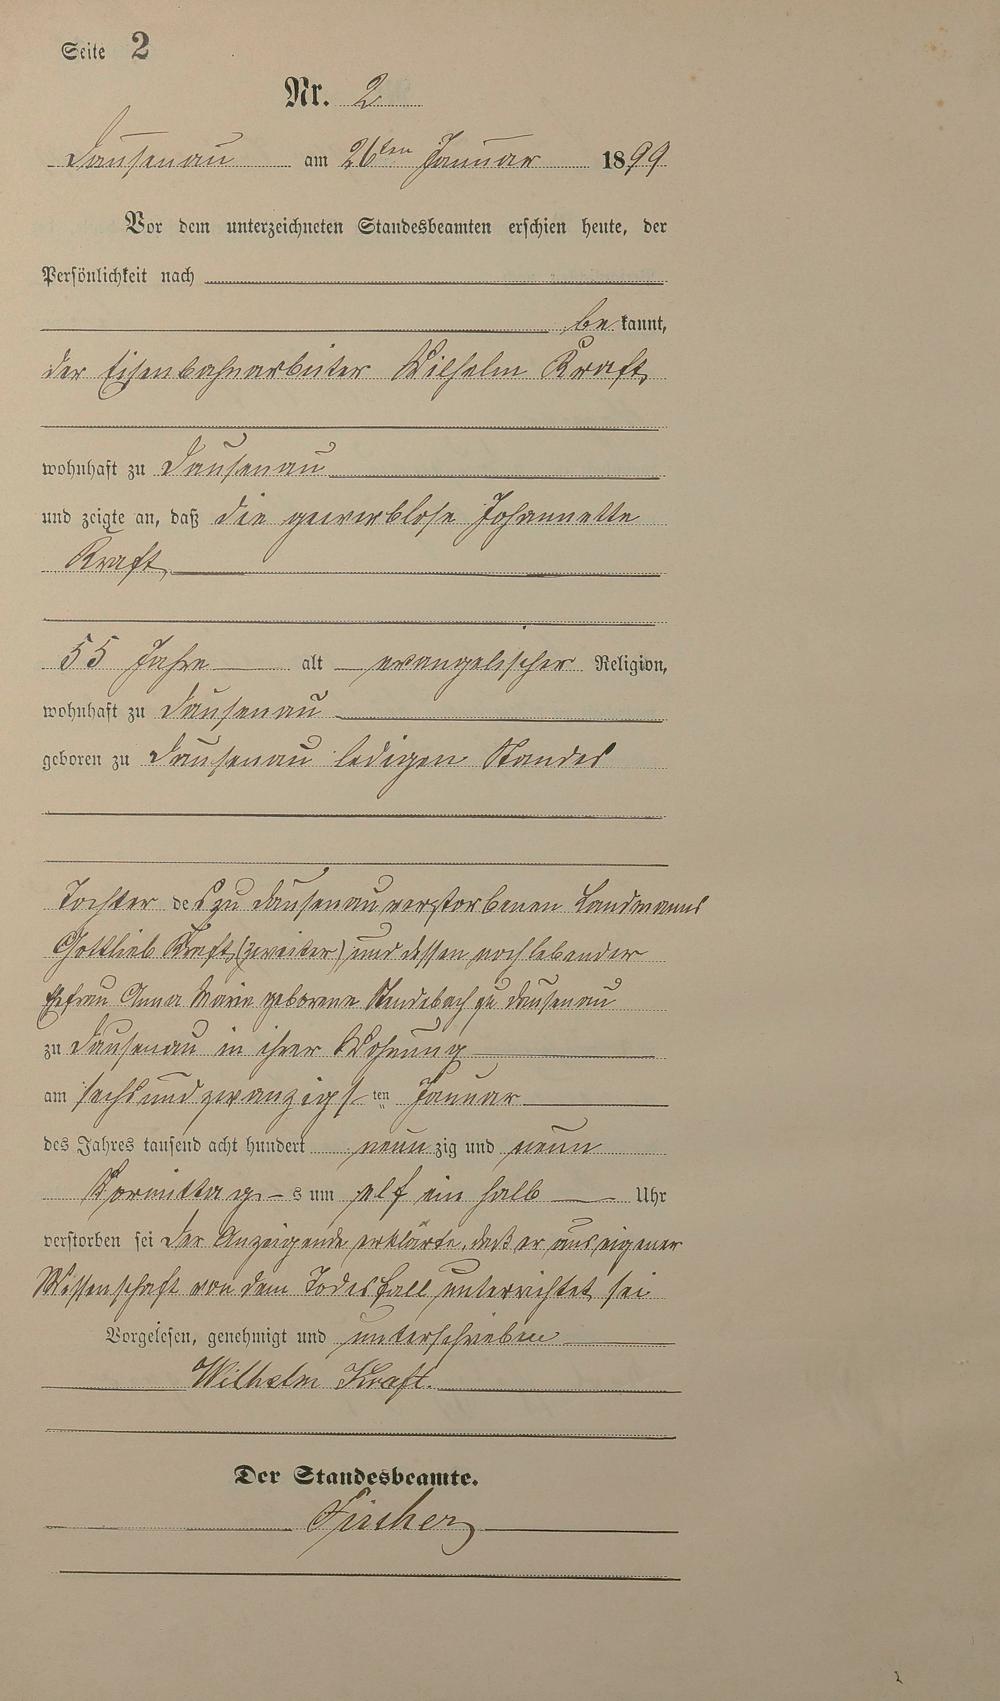 Seite 2
Nr. 2
Dausenau am 26ten Januar 1899
Vor dem unterzeichneten Standesbeamten erschien heute, der
Persönlichkeit nach
be kannt,
der Eisenbahnarbeiter Wilhelm Kraft,
wohnhaft zu Dausenau
und zeigte an, daß die gewerblose Johannette
Kraft,
55 Jahre alt evangelischer Religion,
wohnhaft zu Dausenau
geboren zu Dausenau ledigen Standes
Tochter des zu Dausenau verstorbenen Landmanns
Gottlieb Kraft (zweiter) und dessen noch lebender
Ehefrau Anna Maria geborene zu Dausenau
zu Dausenau in ihrer Wohnung
am sechsundzwanzigsten Januar
des Jahres tausend acht hundert neunzig und neun
Vormittags um elf ein halb Uhr
verstorben sei Der Anzeigende erklärte, daß er aus eigener
Wissenschaft von dem Todesfall unterrichtet sei
Vorgelesen, genehmigt und unterschrieben
Wilhelm Kraft.
Der Standesbeamte.
Fischer